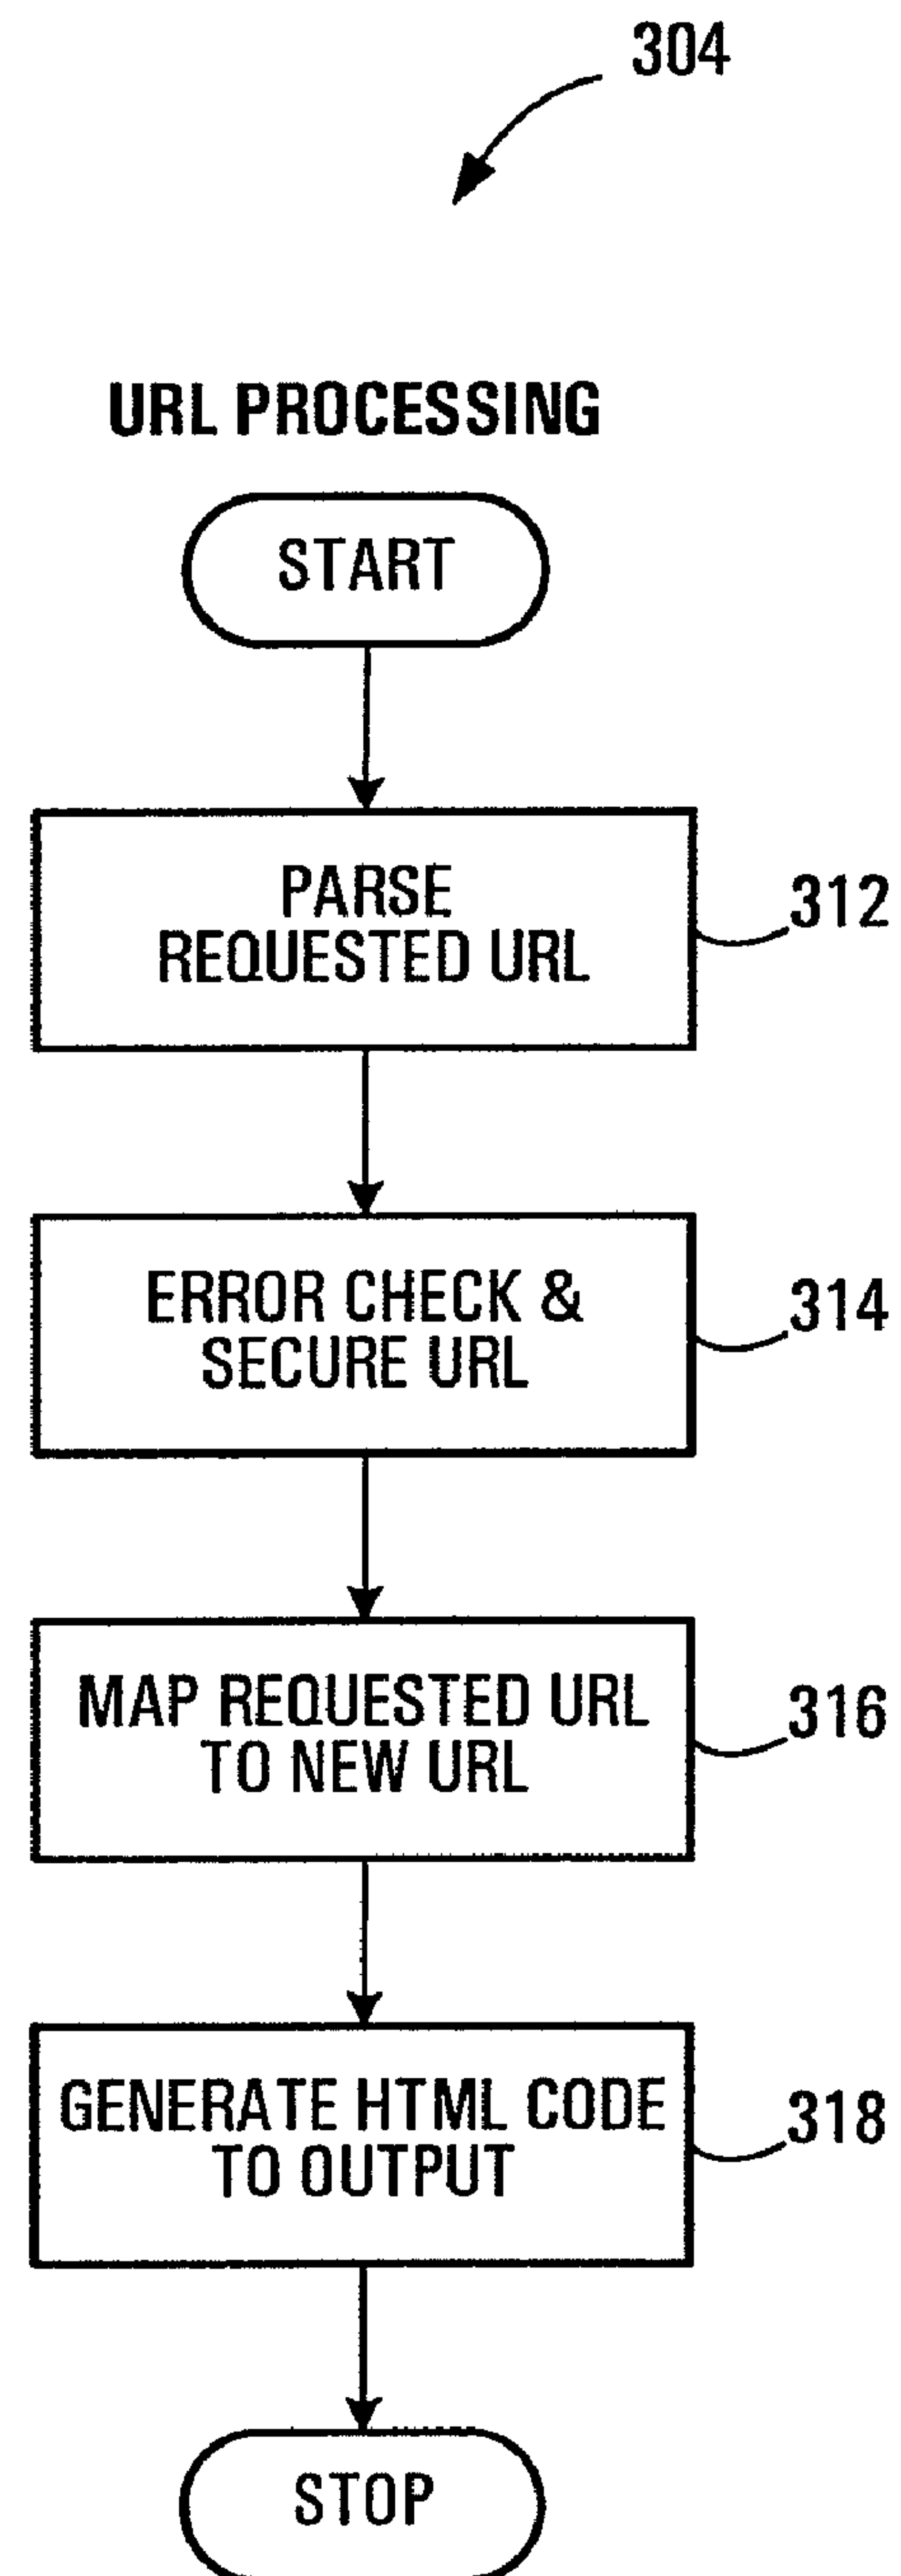 304
URL PROCESSING
START
PARSE
REQUESTED URL
312
ERROR CHECK &
SECURE URL
314
MAP REQUESTED URL
TO NEW URL
316
GENERATE HTML CODE
TO OUTPUT
318
STOP